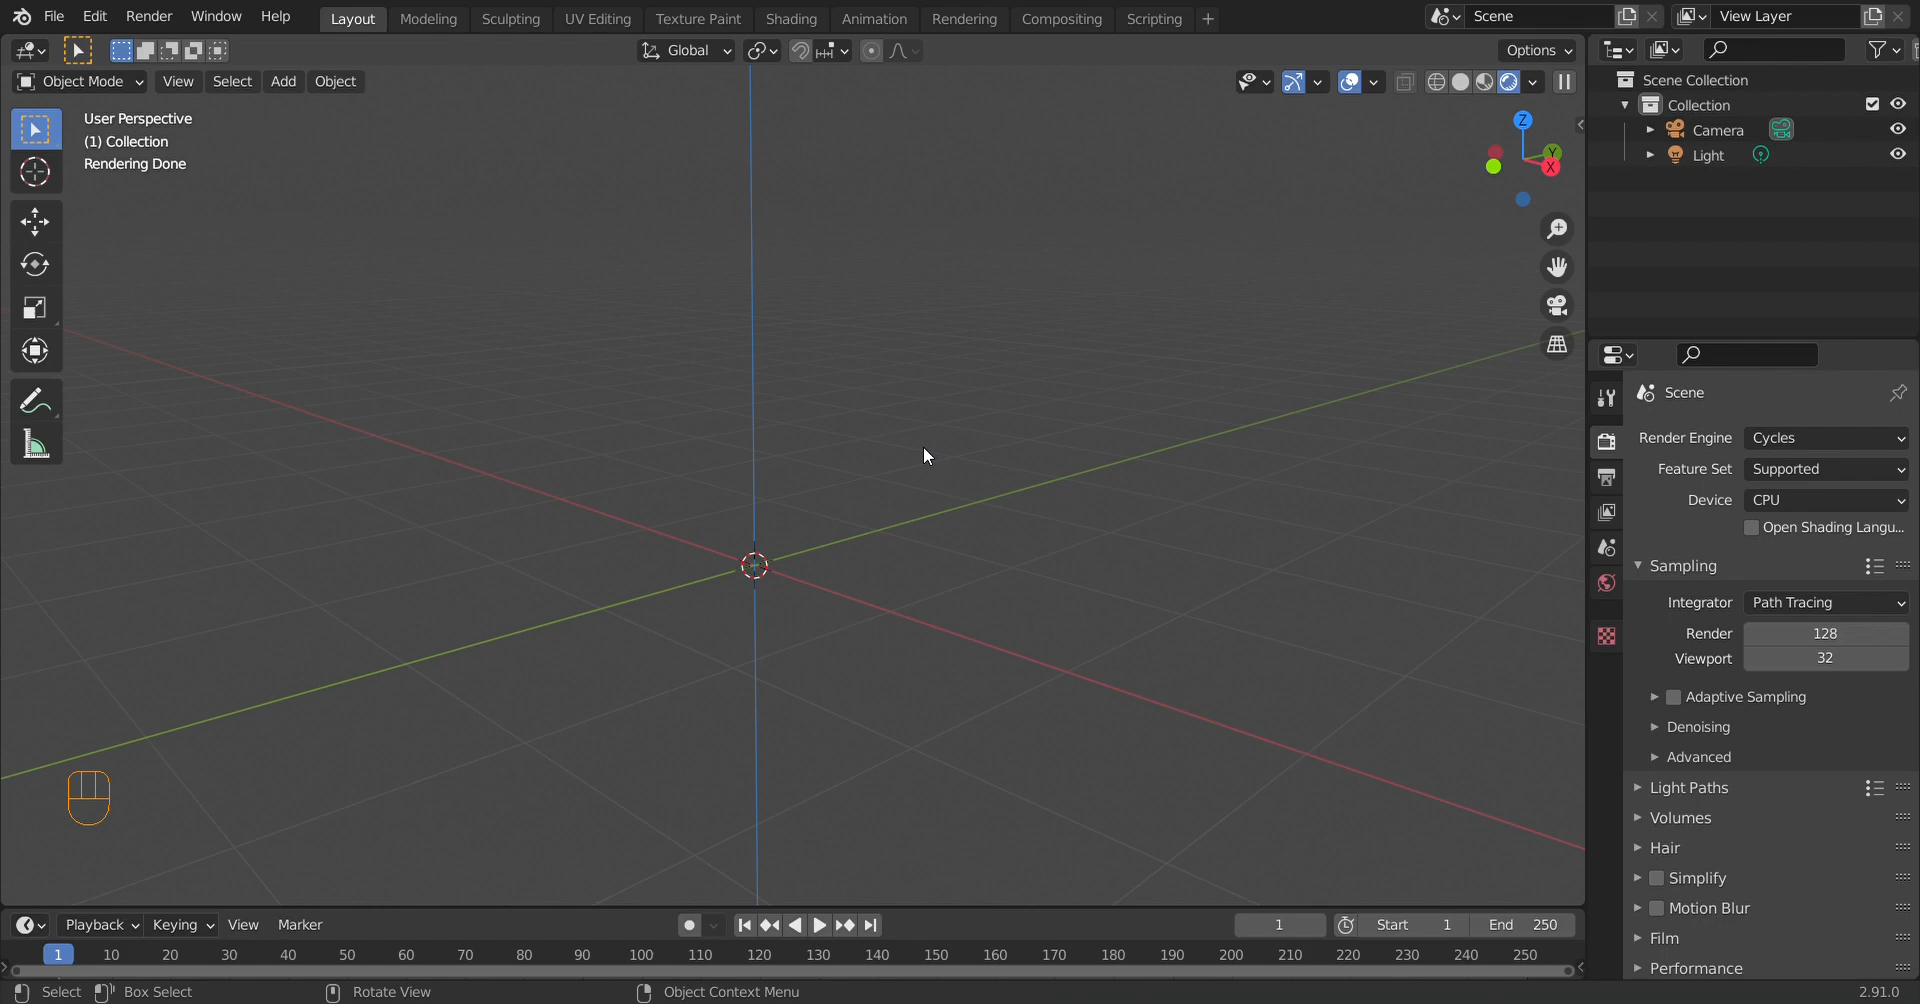 File Edit Render Window Help Layout Modeling Sculpting UV Editing Texture Paint Shading Animation Rendering Compositing Scripting + Scene View Layer
Global Options
Object Mode View Select Add Object
User Perspective
(1) Collection
Rendering Done
Z
Y
X
Scene Collection
Collection
Camera
Light
Scene
Render Engine Cycles
Feature Set Supported
Device CPU
Open Shading Langu...
Sampling
Integrator Path Tracing
Render 128
Viewport 32
Adaptive Sampling
Denoising
Advanced
Light Paths
Volumes
Hair
Simplify
Motion Blur
Film
Performance
Playback Keying View Marker 1 Start 1 End 250
1 10 20 30 40 50 60 70 80 90 100 110 120 130 140 150 160 170 180 190 200 210 220 230 240 250
Select Box Select Rotate View Object Context Menu 2.91.0